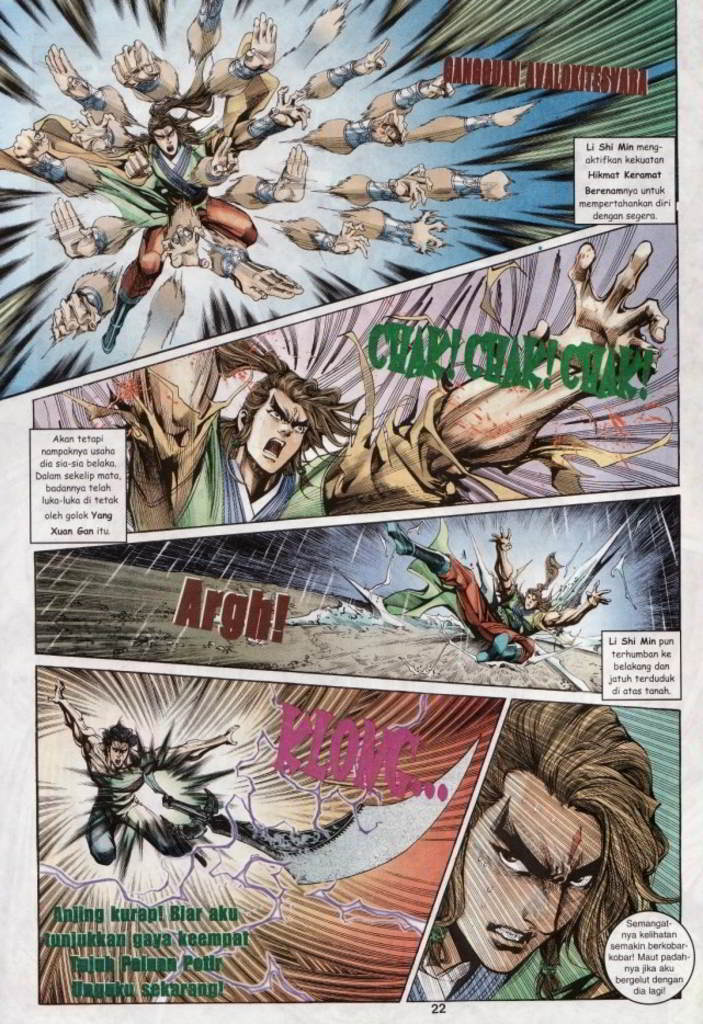 BANGQUAN AVALOKITESVARA
Li Shi Min meng-
aktifkan kekuatan
Hikmat Keramat
Berenamnya untuk
mempertahankan diri
dengan segera.
CHAK! CHAK! CHAK!
Akan tetapi
nampaknya usaha
dia sia-sia belaka.
Dalam sekelip mata,
badannya telah
luka-luka di tetak
oleh golok Yang
Xuan Gan itu.
Argh!
Li Shi Min pun
terhumban ke
belakang dan
jatuh terduduk
di atas tanah.
KLONG...
Anjing kurap! Biar aku
tunjukkan gaya keempat
Tujuh Petir
sekarang!
Semangat-
nya kelihatan
semakin berkobar-
kobar! Maut padah-
nya jika aku
bergelut dengan
dia lagi!
22